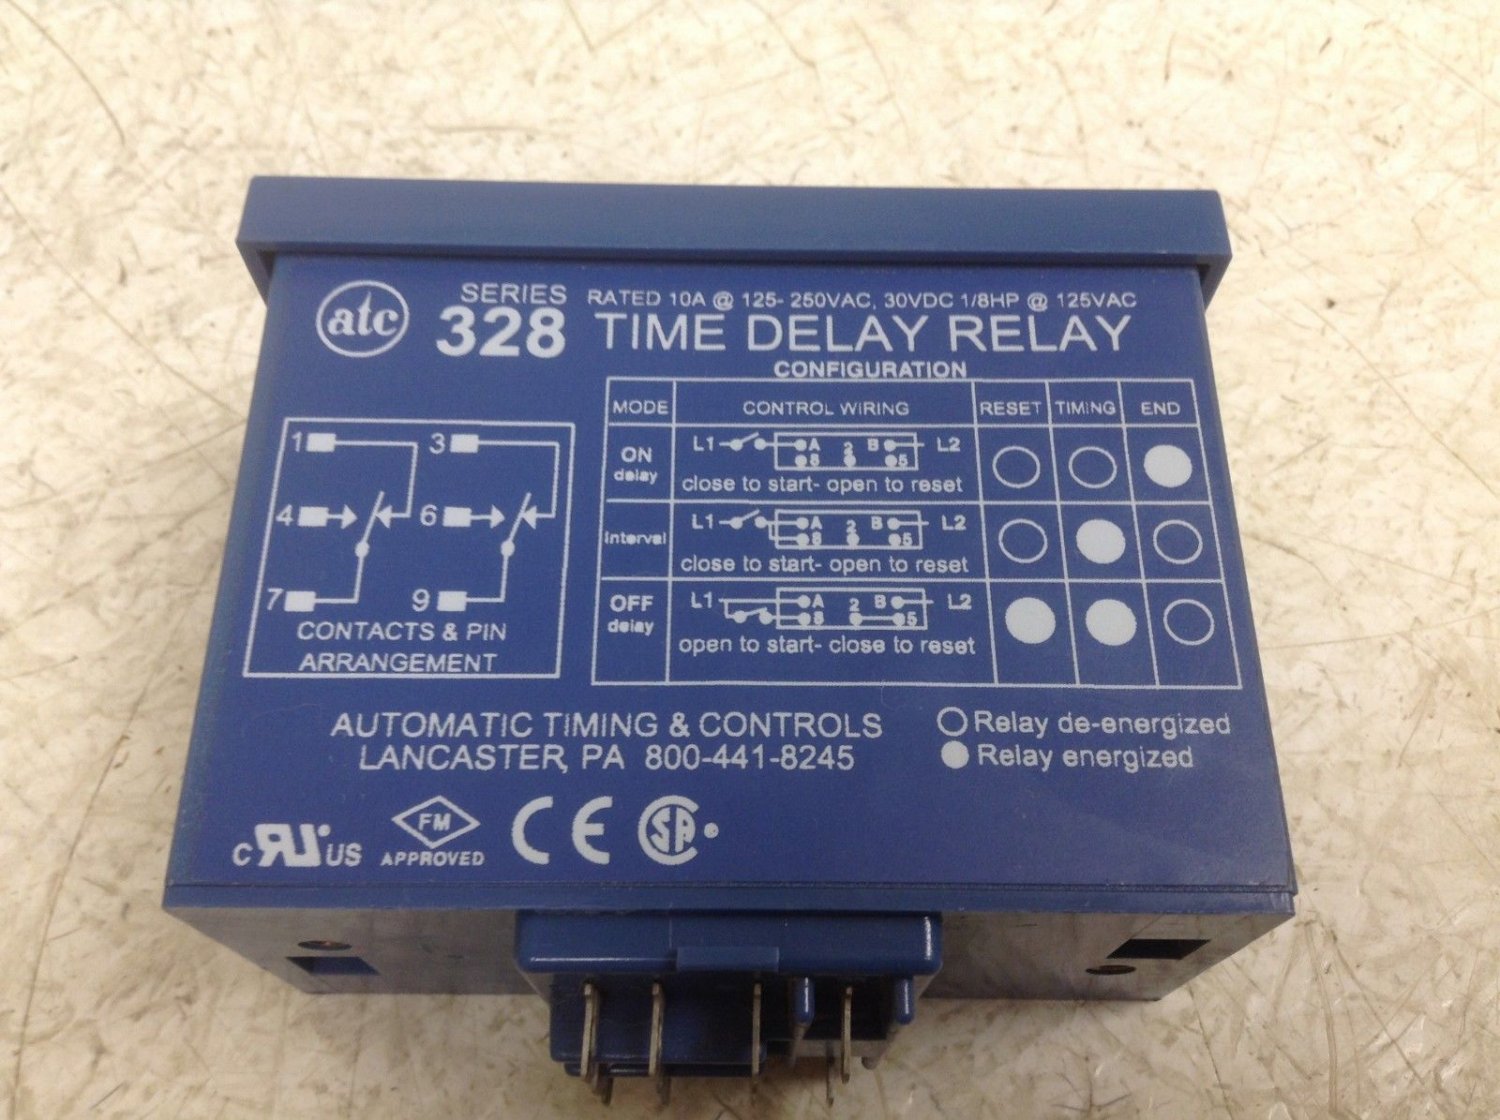 atc
SERIES
328
RATED 10A @ 125- 250VAC, 30VDC 1/8HP @ 125VAC
TIME DELAY RELAY
CONFIGURATION
MODE CONTROL WIRING RESET TIMING END
ON
delay
L1 A 2 B L2
8 5
close to start- open to reset
Interval
L1 A 2 B L2
8 5
close to start- open to reset
OFF
delay
L1 A 2 B L2
8 5
open to start- close to reset
1 3
4 6
7 9
CONTACTS & PIN
ARRANGEMENT
AUTOMATIC TIMING & CONTROLS
LANCASTER, PA 800-441-8245
Relay de-energized
Relay energized
c RU US
FM
APPROVED
CE
SA